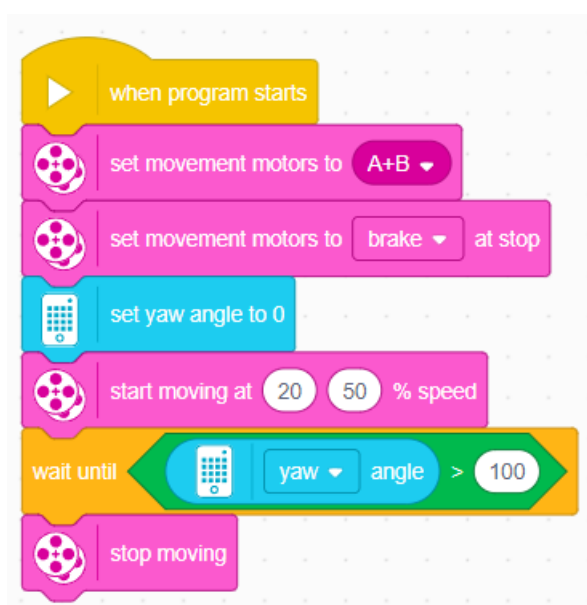 when program starts
set movement motors to A+B
set movement motors to brake at stop
set yaw angle to 0
start moving at 20 50 % speed
wait until yaw angle > 100
stop moving